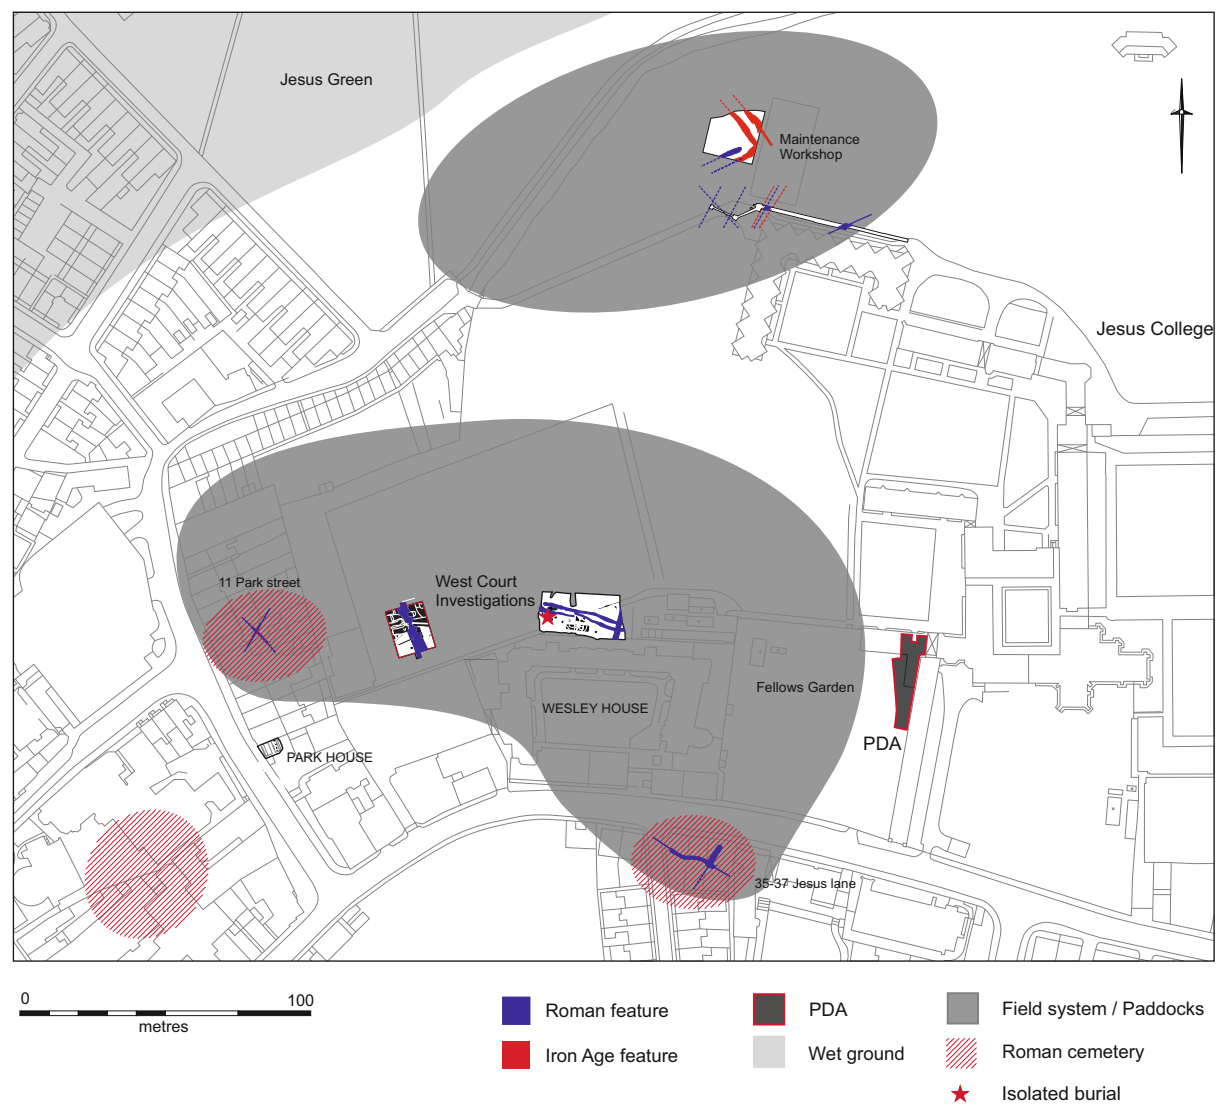 Jesus Green
Maintenance
Workshop
Jesus College
11 Park street
West Court
Investigations
Fellows Garden
WESLEY HOUSE
PDA
PARK HOUSE
35-37 Jesus lane
0 100
metres
Roman feature
Iron Age feature
PDA
Wet ground
Field system / Paddocks
Roman cemetery
Isolated burial